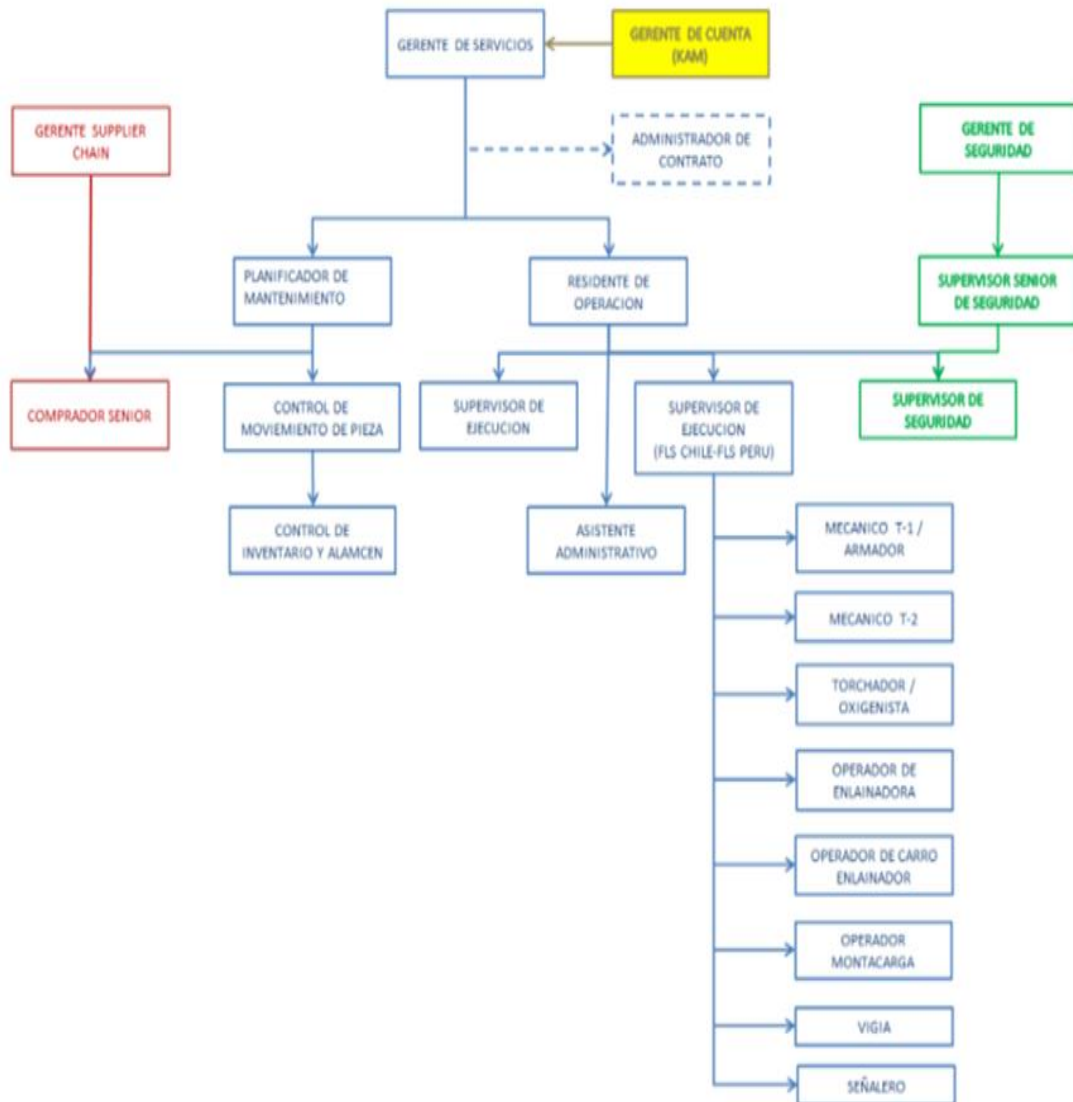 GERENTE DE SERVICIOS
GERENTE DE CUENTA
(KAM)
GERENTE SUPPLIER
CHAIN
ADMINISTRADOR DE
CONTRATO
GERENTE DE
SEGURIDAD
PLANIFICADOR DE
MANTENIMIENTO
RESIDENTE DE
OPERACION
SUPERVISOR SENIOR
DE SEGURIDAD
COMPRADOR SENIOR
CONTROL DE
MOVIEMIENTO DE PIEZA
SUPERVISOR DE
EJECUCION
SUPERVISOR DE
EJECUCION
(FLS CHILE-FLS PERU)
SUPERVISOR DE
SEGURIDAD
CONTROL DE
INVENTARIO Y ALAMCEN
ASISTENTE
ADMINISTRATIVO
MECANICO T-1 /
ARMADOR
MECANICO T-2
TORCHADOR /
OXIGENISTA
OPERADOR DE
ENLAINADORA
OPERADOR DE CARRO
ENLAINADOR
OPERADOR
MONTACARGA
VIGIA
SEÑALERO